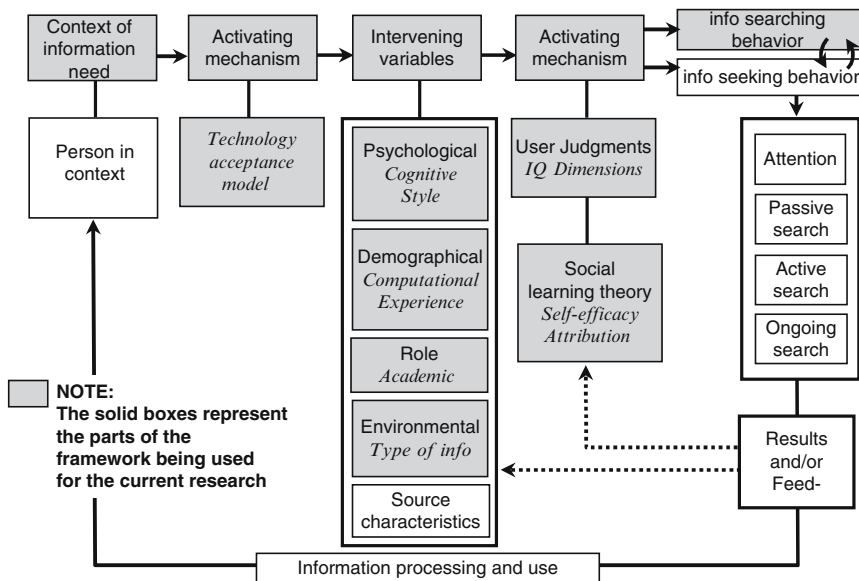 Context of
information
need
Activating
mechanism
Intervening
variables
Activating
mechanism
info searching
behavior
info seeking behavior
Person in
context
Technology
acceptance
model
Psychological
Cognitive
Style
Demographical
Computational
Experience
Role
Academic
Environmental
Type of info
Source
characteristics
User Judgments
IQ Dimensions
Social
learning theory
Self-efficacy
Attribution
Attention
Passive
search
Active
search
Ongoing
search
Results
and/or
Feed-
NOTE:
The solid boxes represent
the parts of the
framework being used
for the current research
Information processing and use